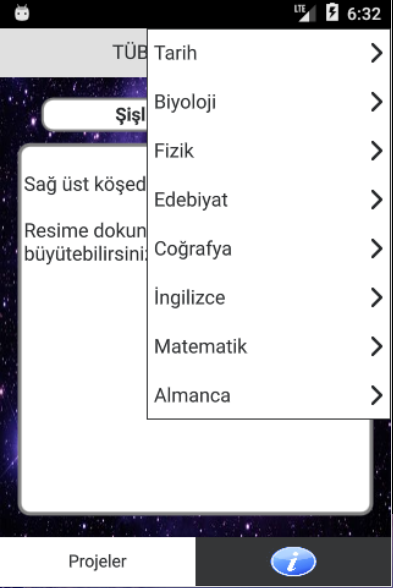 LTE 6:32
TÜB
Tarih
Biyoloji
Şişl
Fizik
Sağ üst köşed
Edebiyat
Resime dokun
büyütebilirsini
Coğrafya
İngilizce
Matematik
Almanca
Projeler
i